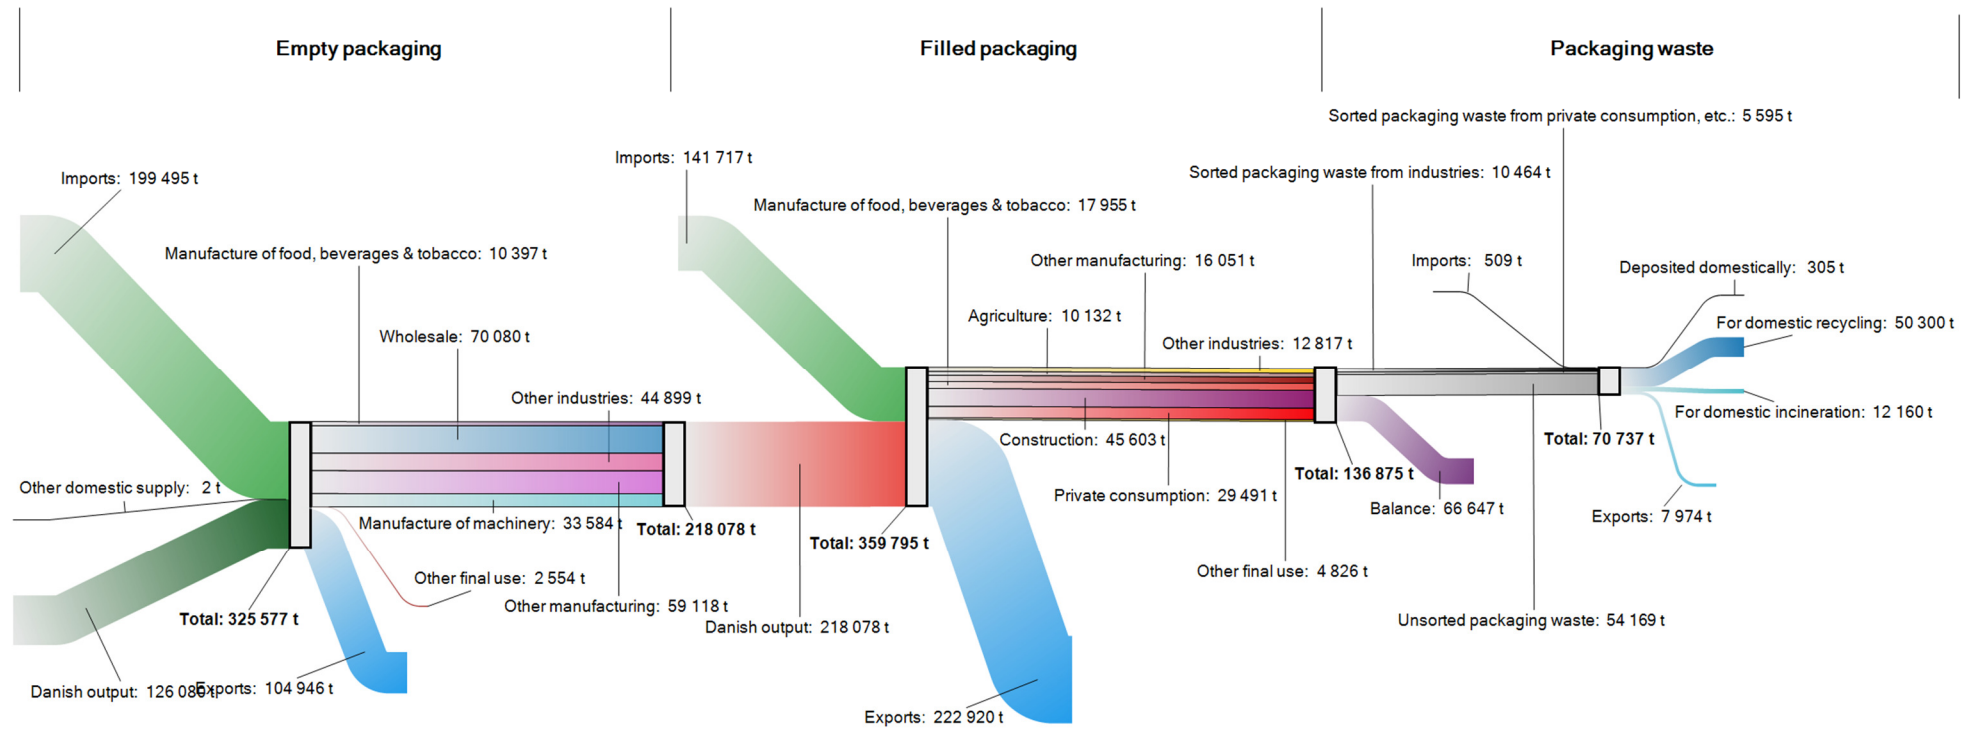 Empty packaging
Filled packaging
Packaging waste
Sorted packaging waste from private consumption, etc.: 5 595 t
Imports: 141 717 t
Sorted packaging waste from industries: 10 464 t
Imports: 199 495 t
Manufacture of food, beverages & tobacco: 17 955 t
Manufacture of food, beverages & tobacco: 10 397 t
Other manufacturing: 16 051 t
Imports: 509 t
Deposited domestically: 305 t
Agriculture: 10 132 t
For domestic recycling: 50 300 t
Wholesale: 70 080 t
Other industries: 12 817 t
Other industries: 44 899 t
For domestic incineration: 12 160 t
Construction: 45 603 t
Total: 70 737 t
Total: 136 875 t
Other domestic supply: 2 t
Private consumption: 29 491 t
Balance: 66 647 t
Exports: 7 974 t
Manufacture of machinery: 33 584 t
Total: 218 078 t
Total: 359 795 t
Other final use: 4 826 t
Other final use: 2 554 t
Other manufacturing: 59 118 t
Total: 325 577 t
Danish output: 218 078 t
Unsorted packaging waste: 54 169 t
Danish output: 126 080 t
Exports: 104 946 t
Exports: 222 920 t